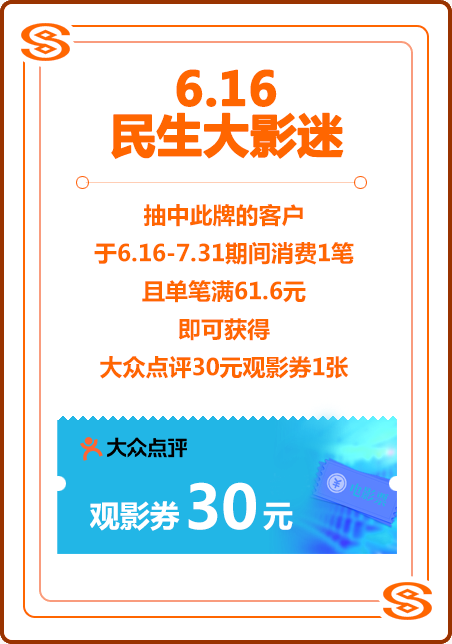 6.16
民生大影迷
抽中此牌的客户
于6.16-7.31期间消费1笔
且单笔满61.6元
即可获得
大众点评30元观影券1张
大众点评
电影票
观影券30元